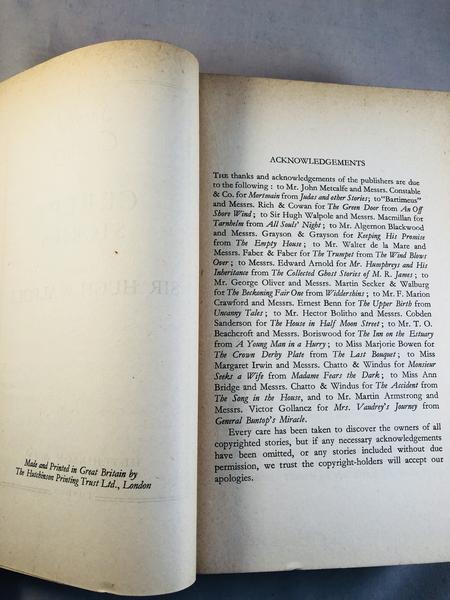 Made and Printed in Great Britain by
The Hutchinson Printing Trust Ltd., London
ACKNOWLEDGEMENTS
THE thanks and acknowledgements of the publishers are due
to the following : to Mr. John Metcalfe and Messrs. Constable
& Co. for Mortmain from Judas and other Stories; to "Bartimeus"
and Messrs. Rich & Cowan for The Green Door from An Off
Shore Wind ; to Sir Hugh Walpole and Messrs. Macmillan for
Tarnhelm from All Souls' Night ; to Mr. Algernon Blackwood
and Messrs. Grayson & Grayson for Keeping His Promise
from The Empty House ; to Mr. Walter de la Mare and
Messrs. Faber & Faber for The Trumpet from The Wind Blows
Over ; to Messrs. Edward Arnold for Mr. Humphreys and His
Inheritance from The Collected Ghost Stories of M. R. James ; to
Mr. George Oliver and Messrs. Martin Secker & Walburg
for The Beckoning Fair One from Widdershins ; to F. Marion
Crawford and Messrs. Ernest Benn for The Upper Birth from
Uncanny Tales ; to Mr. Hector Bolitho and Messrs. Cobden
Sanderson for The House in Half Moon Street ; to Mr. T. O.
Beachcroft and Messrs. Boriswood for The Inn on the Estuary
from A Young Man in a Hurry ; to Miss Marjorie Bowen for
The Crown Derby Plate from The Last Bouquet ; to Miss
Margaret Irwin and Messrs. Chatto & Windus for Monsieur
Seeks a Wife from Madame Fears the Dark ; to Miss Ann
Bridge and Messrs. Chatto & Windus for The Accident from
The Song in the House, and to Mr. Martin Armstrong and
Messrs. Victor Gollancz for Mrs. Vaudrey's Journey from
General Buntop's Miracle.
Every care has been taken to discover the owners of all
copyrighted stories, but if any necessary acknowledgements
have been omitted, or any stories included without due
permission, we trust the copyright-holders will accept our
apologies.